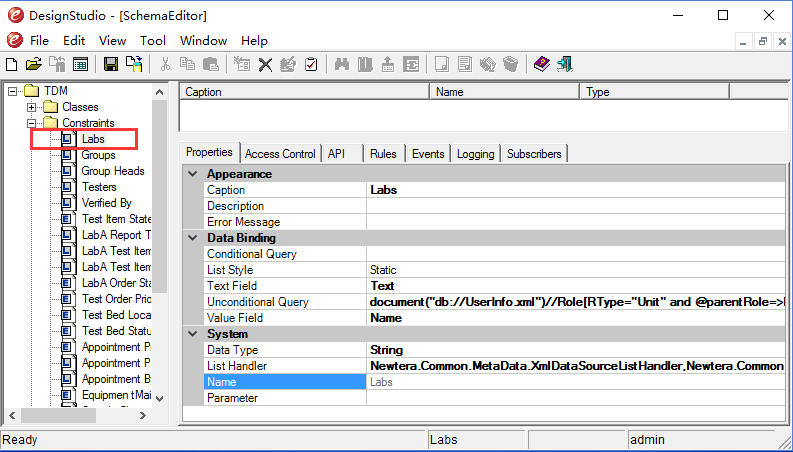 DesignStudio - [SchemaEditor]
File Edit View Tool Window Help
TDM
Classes
Constraints
Labs
Groups
Group Heads
Testers
Verified By
Test Item State
LabA Report T
LabA Test Item
LabA Test Item
LabA Order Sta
Test Order Prio
Test Bed Loca
Test Bed Statu
Appointment P
Appointment P
Appointment By
Equipmen tMai
Caption Name Type
Properties Access Control API Rules Events Logging Subscribers
Appearance
Caption Labs
Description
Error Message
Data Binding
Conditional Query
List Style Static
Text Field Text
Unconditional Query document("db://UserInfo.xml")//Role[RType="Unit" and @parentRole=>
Value Field Name
System
Data Type String
List Handler Newtera.Common.MetaData.XmlDataSourceListHandler,Newtera.Common
Name Labs
Parameter
Ready Labs admin